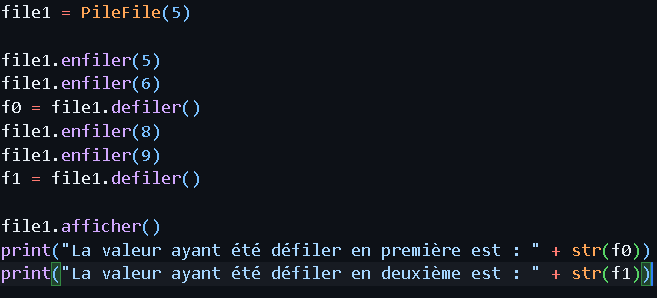 file1 = PileFile(5)
file1.enfiler(5)
file1.enfiler(6)
f0 = file1.defiler()
file1.enfiler(8)
file1.enfiler(9)
f1 = file1.defiler()
file1.afficher()
print("La valeur ayant été défiler en première est : " + str(f0))
print("La valeur ayant été défiler en deuxième est : " + str(f1))